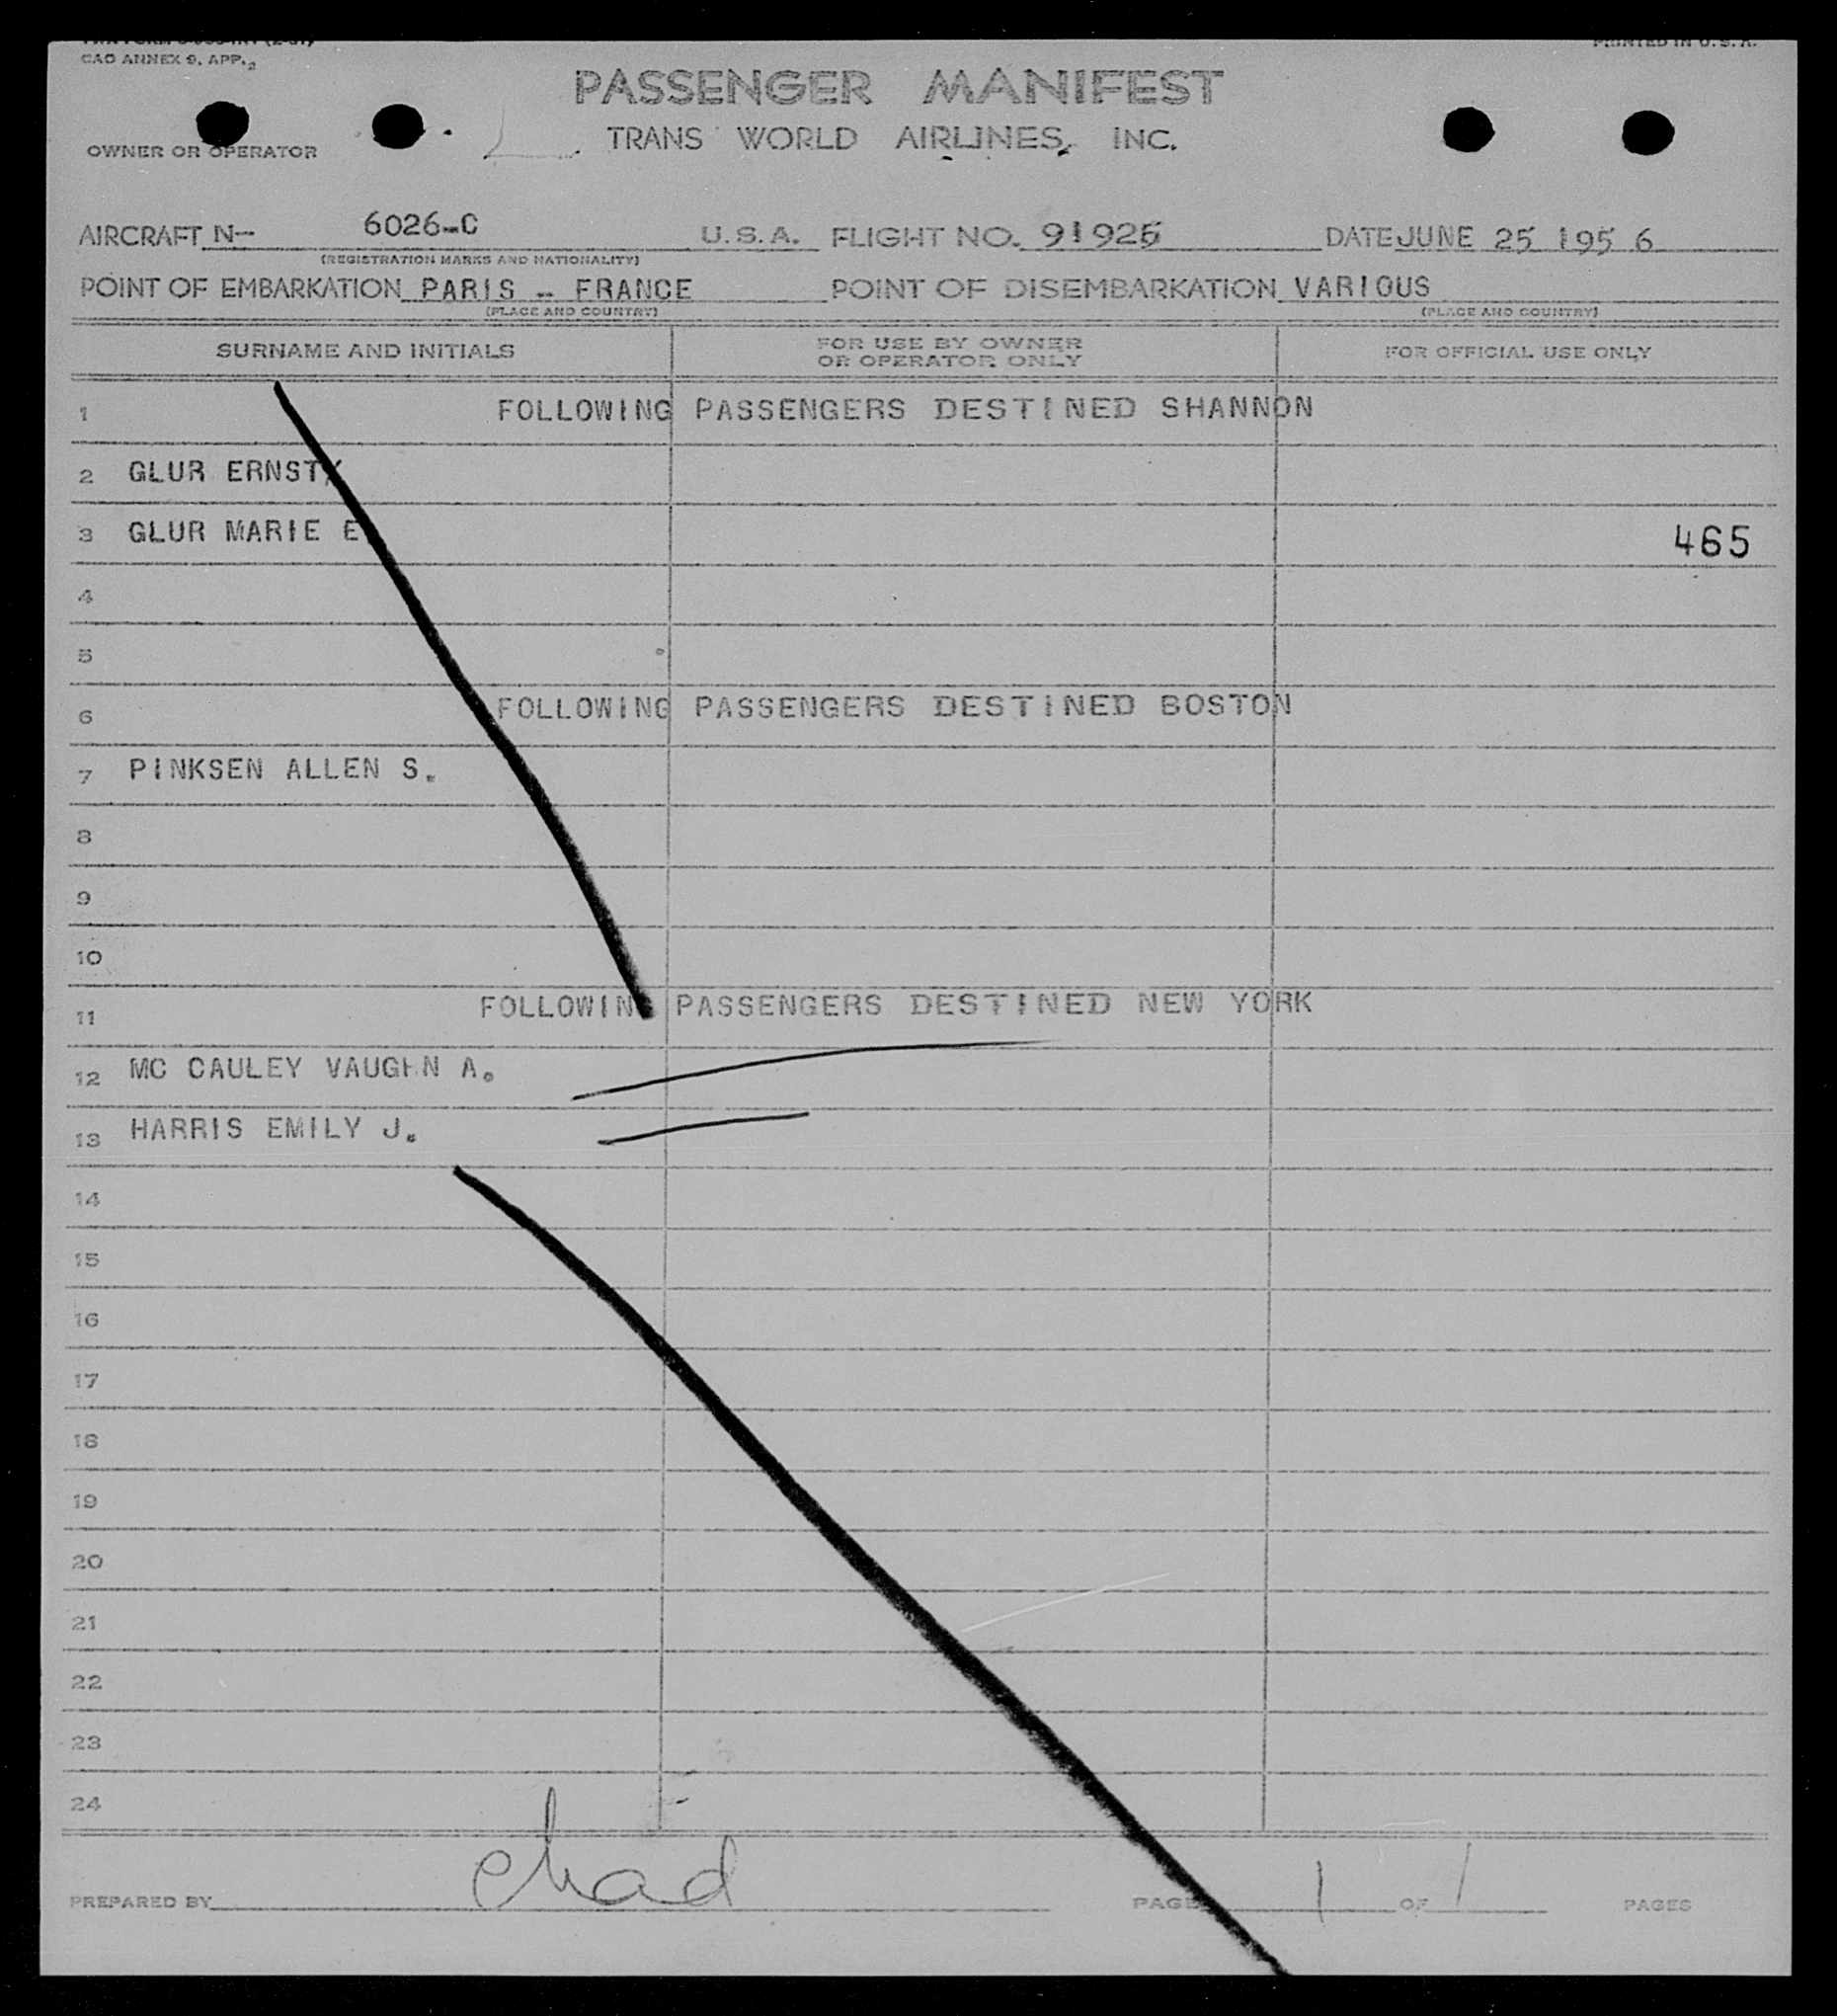 CAO ANNEX 9, APP. 2
PRINTED IN U.S.A.
PASSENGER MANIFEST
OWNER OR OPERATOR
TRANS WORLD AIRLINES, INC.
AIRCRAFT N- 6026-C U.S.A. FLIGHT NO. 91925 DATE JUNE 25 195 6
(REGISTRATION MARKS AND NATIONALITY)
POINT OF EMBARKATION PARIS - FRANCE POINT OF DISEMBARKATION VARIOUS
(PLACE AND COUNTRY) (PLACE AND COUNTRY)
SURNAME AND INITIALS FOR USE BY OWNER OR OPERATOR ONLY FOR OFFICIAL USE ONLY
1 FOLLOWING PASSENGERS DESTINED SHANNON
2 GLUR ERNST
3 GLUR MARIE E 465
4
5
6 FOLLOWING PASSENGERS DESTINED BOSTON
7 PINKSEN ALLEN S.
8
9
10
11 FOLLOWING PASSENGERS DESTINED NEW YORK
12 MC CAULEY VAUGHN A.
13 HARRIS EMILY J.
14
15
16
17
18
19
20
21
22
23
24
PREPARED BY chad PAGE 1 OF 1 PAGES